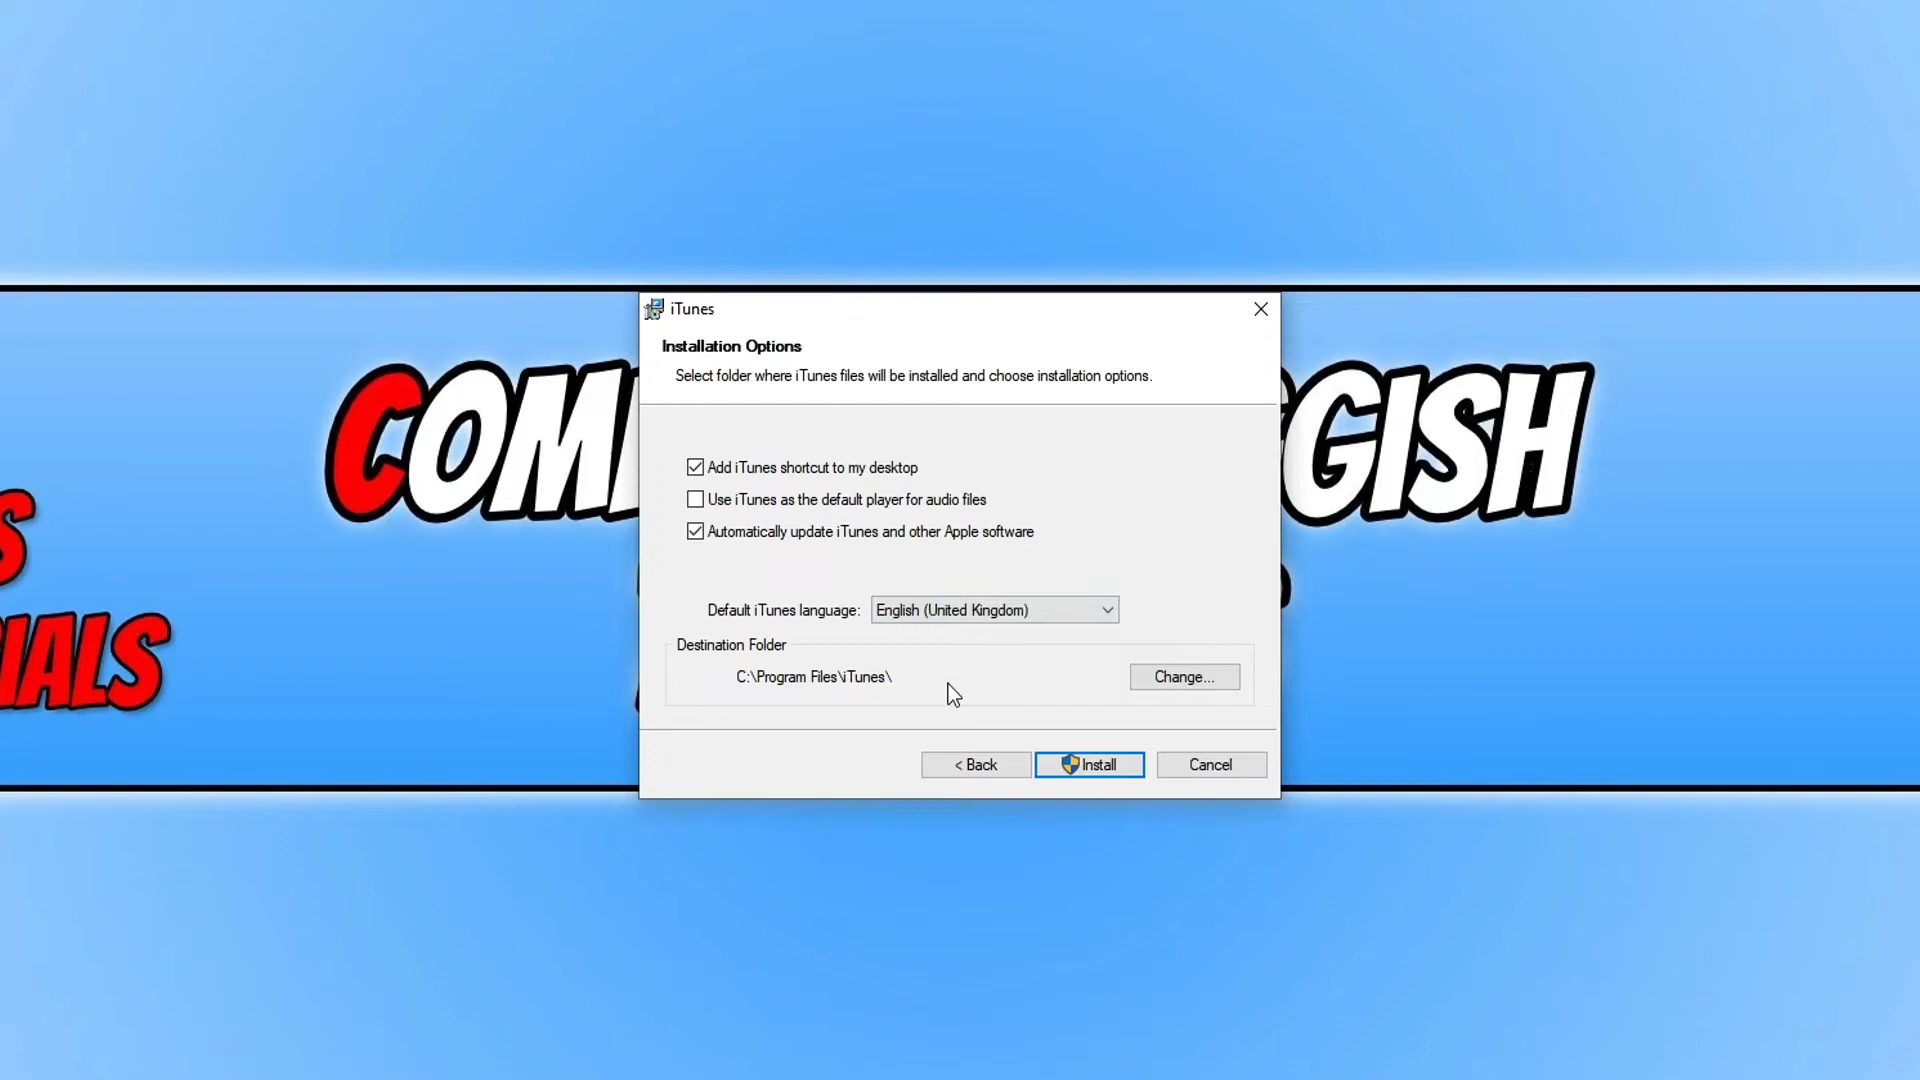 iTunes
Installation Options
Select folder where iTunes files will be installed and choose installation options.
Add iTunes shortcut to my desktop
Use iTunes as the default player for audio files
Automatically update iTunes and other Apple software
Default iTunes language: English (United Kingdom)
Destination Folder
C:\Program Files\iTunes\ Change...
< Back Install Cancel
COM
GISH
S
IALS